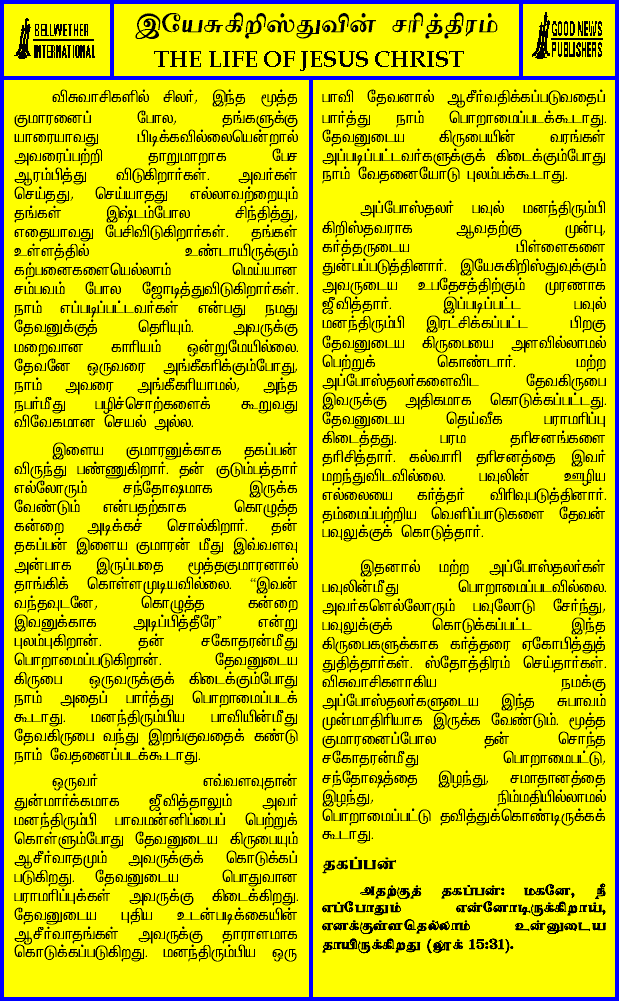 BELLWETHER
INTERNATIONAL
இயேசுகிறிஸ்துவின் சரித்திரம்
THE LIFE OF JESUS CHRIST
GOOD NEWS
PUBLISHERS
விசுவாசிகளில் சிலர், இந்த மூத்த
குமாரனைப் போல, தங்களுக்கு
யாரையாவது பிடிக்கவில்லையென்றால்
அவரைப்பற்றி தாறுமாறாக பேச
ஆரம்பித்து விடுகிறார்கள். அவர்கள்
செய்தது, செய்யாதது எல்லாவற்றையும்
தங்கள் இஷ்டம்போல சிந்தித்து,
எதையாவது பேசிவிடுகிறார்கள். தங்கள்
உள்ளத்தில் உண்டாயிருக்கும்
கற்பனைகளையெல்லாம் மெய்யான
சம்பவம் போல ஜோடித்துவிடுகிறார்கள்.
நாம் எப்படிப்பட்டவர்கள் என்பது நமது
தேவனுக்குத் தெரியும். அவருக்கு
மறைவான காரியம் ஒன்றுமேயில்லை.
தேவனே ஒருவரை அங்கீகரிக்கும்போது,
நாம் அவரை அங்கீகரியாமல், அந்த
நபர்மீது பழிச்சொற்களைக் கூறுவது
விவேகமான செயல் அல்ல.
இளைய குமாரனுக்காக தகப்பன்
விருந்து பண்ணுகிறார். தன் குடும்பத்தார்
எல்லோரும் சந்தோஷமாக இருக்க
வேண்டும் என்பதற்காக கொழுத்த
கன்றை அடிக்கச் சொல்கிறார். தன்
தகப்பன் இளைய குமாரன் மீது இவ்வளவு
அன்பாக இருப்பதை மூத்தகுமாரனால்
தாங்கிக் கொள்ளமுடியவில்லை. “இவன்
வந்தவுடனே, கொழுத்த கன்றை
இவனுக்காக அடிப்பித்தீரே” என்று
புலம்புகிறான். தன் சகோதரன்மீது
பொறாமைப்படுகிறான். தேவனுடைய
கிருபை ஒருவருக்குக் கிடைக்கும்போது
நாம் அதைப் பார்த்து பொறாமைபடக்
கூடாது. மனந்திரும்பிய பாவியின்மீது
தேவகிருபை வந்து இறங்குவதைக் கண்டு
நாம் வேதனைப்படக்கூடாது.
ஒருவர் எவ்வளவுதான்
துன்மார்க்கமாக ஜீவித்தாலும் அவர்
மனந்திரும்பி பாவமன்னிப்பைப் பெற்றுக்
கொள்ளும்போது தேவனுடைய கிருபையும்
ஆசீர்வாதமும் அவருக்குக் கொடுக்கப்
படுகிறது. தேவனுடைய பொதுவான
பராமரிப்புக்கள் அவருக்கு கிடைக்கிறது.
தேவனுடைய புதிய உடன்படிக்கையின்
ஆசீர்வாதங்கள் அவருக்கு தாராளமாக
கொடுக்கப்படுகிறது. மனந்திரும்பிய ஒரு
பாவி தேவனால் ஆசீர்வதிக்கப்படுவதைப்
பார்த்து நாம் பொறாமைப்படக்கூடாது.
தேவனுடைய கிருபையின் வரங்கள்
அப்படிப்பட்டவர்களுக்குக் கிடைக்கும்போது
நாம் வேதனையோடு புலம்பக்கூடாது.
அப்போஸ்தலர் பவுல் மனந்திரும்பி
கிறிஸ்தவராக ஆவதற்கு முன்பு,
கர்த்தருடைய பிள்ளைகளை
துன்பப்படுத்தினார். இயேசுகிறிஸ்துவுக்கும்
அவருடைய உபதேசத்திற்கும் முரணாக
ஜீவித்தார். இப்படிப்பட்ட பவுல்
மனந்திரும்பி இரட்சிக்கப்பட்ட பிறகு
தேவனுடைய கிருபையை அளவில்லாமல்
பெற்றுக் கொண்டார். மற்ற
அப்போஸ்தலர்களைவிட தேவகிருபை
இவருக்கு அதிகமாக கொடுக்கப்பட்டது.
தேவனுடைய தெய்வீக பராமரிப்பு
கிடைத்தது. பரம தரிசனங்களை
தரிசித்தார். கல்வாரி தரிசனத்தை இவர்
மறந்துவிடவில்லை. பவுலின் ஊழிய
எல்லையை கர்த்தர் விரிவுபடுத்தினார்.
தம்மைப்பற்றிய வெளிப்பாடுகளை தேவன்
பவுலுக்குக் கொடுத்தார்.
இதனால் மற்ற அப்போஸ்தலர்கள்
பவுலின்மீது பொறாமைபடவில்லை.
அவர்களெல்லோரும் பவுலோடு சேர்ந்து,
பவுலுக்குக் கொடுக்கப்பட்ட இந்த
கிருபைகளுக்காக கர்த்தரை ஏகோபித்துத்
துதித்தார்கள். ஸ்தோத்திரம் செய்தார்கள்.
விசுவாசிகளாகிய நமக்கு
அப்போஸ்தலர்களுடைய இந்த சுபாவம்
முன்மாதிரியாக இருக்க வேண்டும். மூத்த
குமாரனைப்போல தன் சொந்த
சகோதரன்மீது பொறாமைபட்டு,
சந்தோஷத்தை இழந்து, சமாதானத்தை
இழந்து, நிம்மதியில்லாமல்
பொறாமைப்பட்டு தவித்துக்கொண்டிருக்கக்
கூடாது.
தகப்பன்
அதற்குத் தகப்பன்: மகனே, நீ
எப்போதும் என்னோடிருக்கிறாய்,
எனக்குள்ளதெல்லாம் உன்னுடைய
தாயிருக்கிறது (லூக் 15:31).